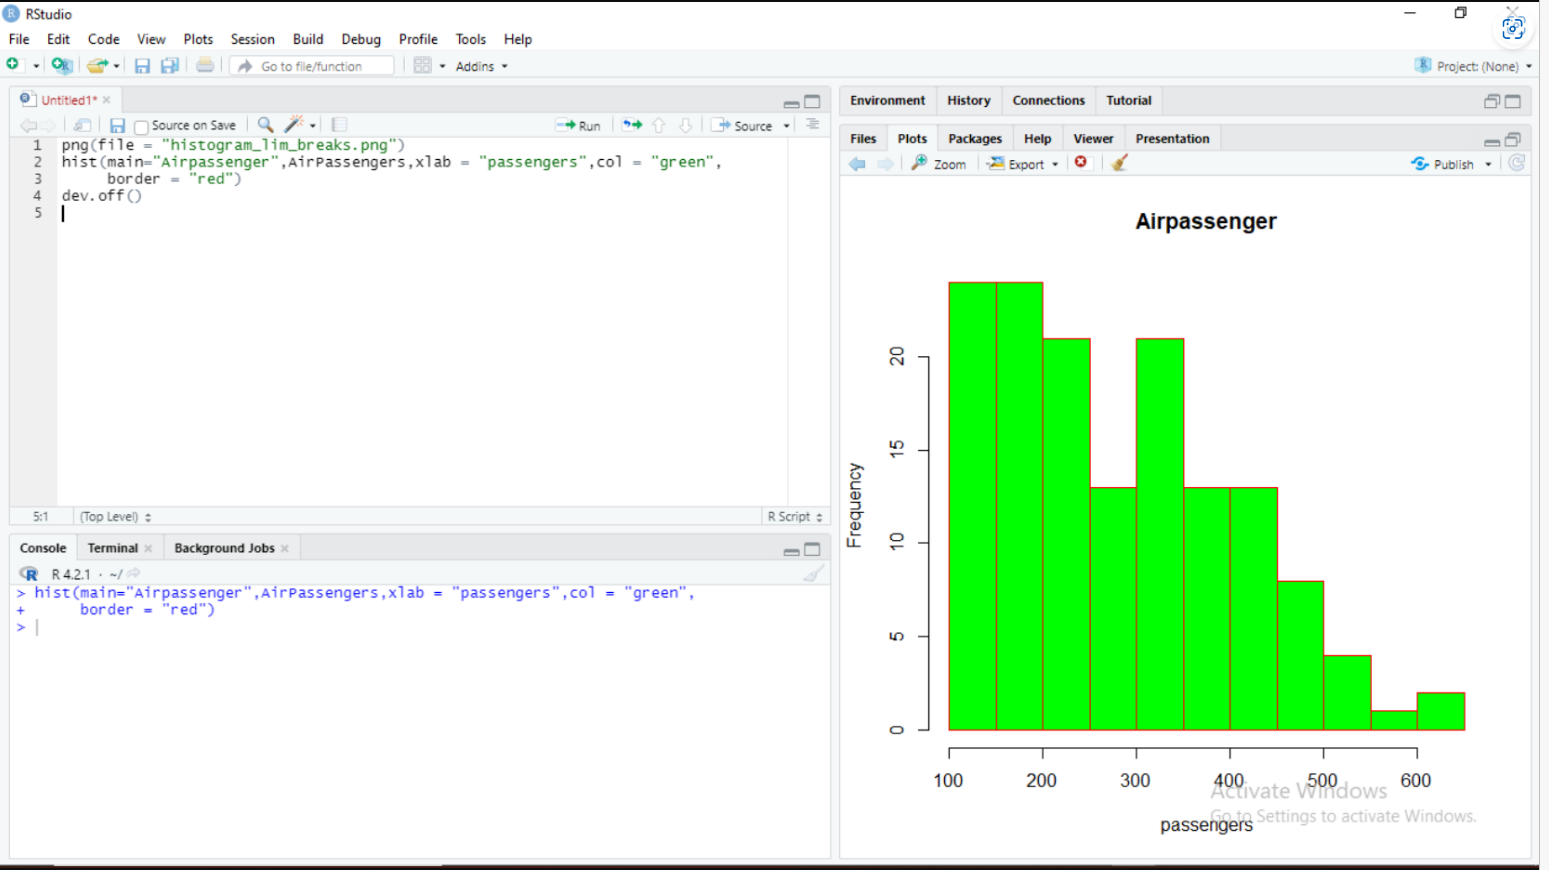 RStudio
File Edit Code View Plots Session Build Debug Profile Tools Help
Go to file/function Addins Project: (None)
Untitled1*
Source on Save Run Source
1 png(file = "histogram_lim_breaks.png")
2 hist(main="Airpassenger",AirPassengers,xlab = "passengers",col = "green",
3 border = "red")
4 dev.off()
5
5:1 (Top Level) R Script
Console Terminal Background Jobs
R 4.2.1 · ~/
> hist(main="Airpassenger",AirPassengers,xlab = "passengers",col = "green",
+ border = "red")
>
Environment History Connections Tutorial
Files Plots Packages Help Viewer Presentation
Zoom Export Publish
Airpassenger
Frequency
20
15
10
5
0
100 200 300 400 500 600
passengers
Activate Windows
Go to Settings to activate Windows.